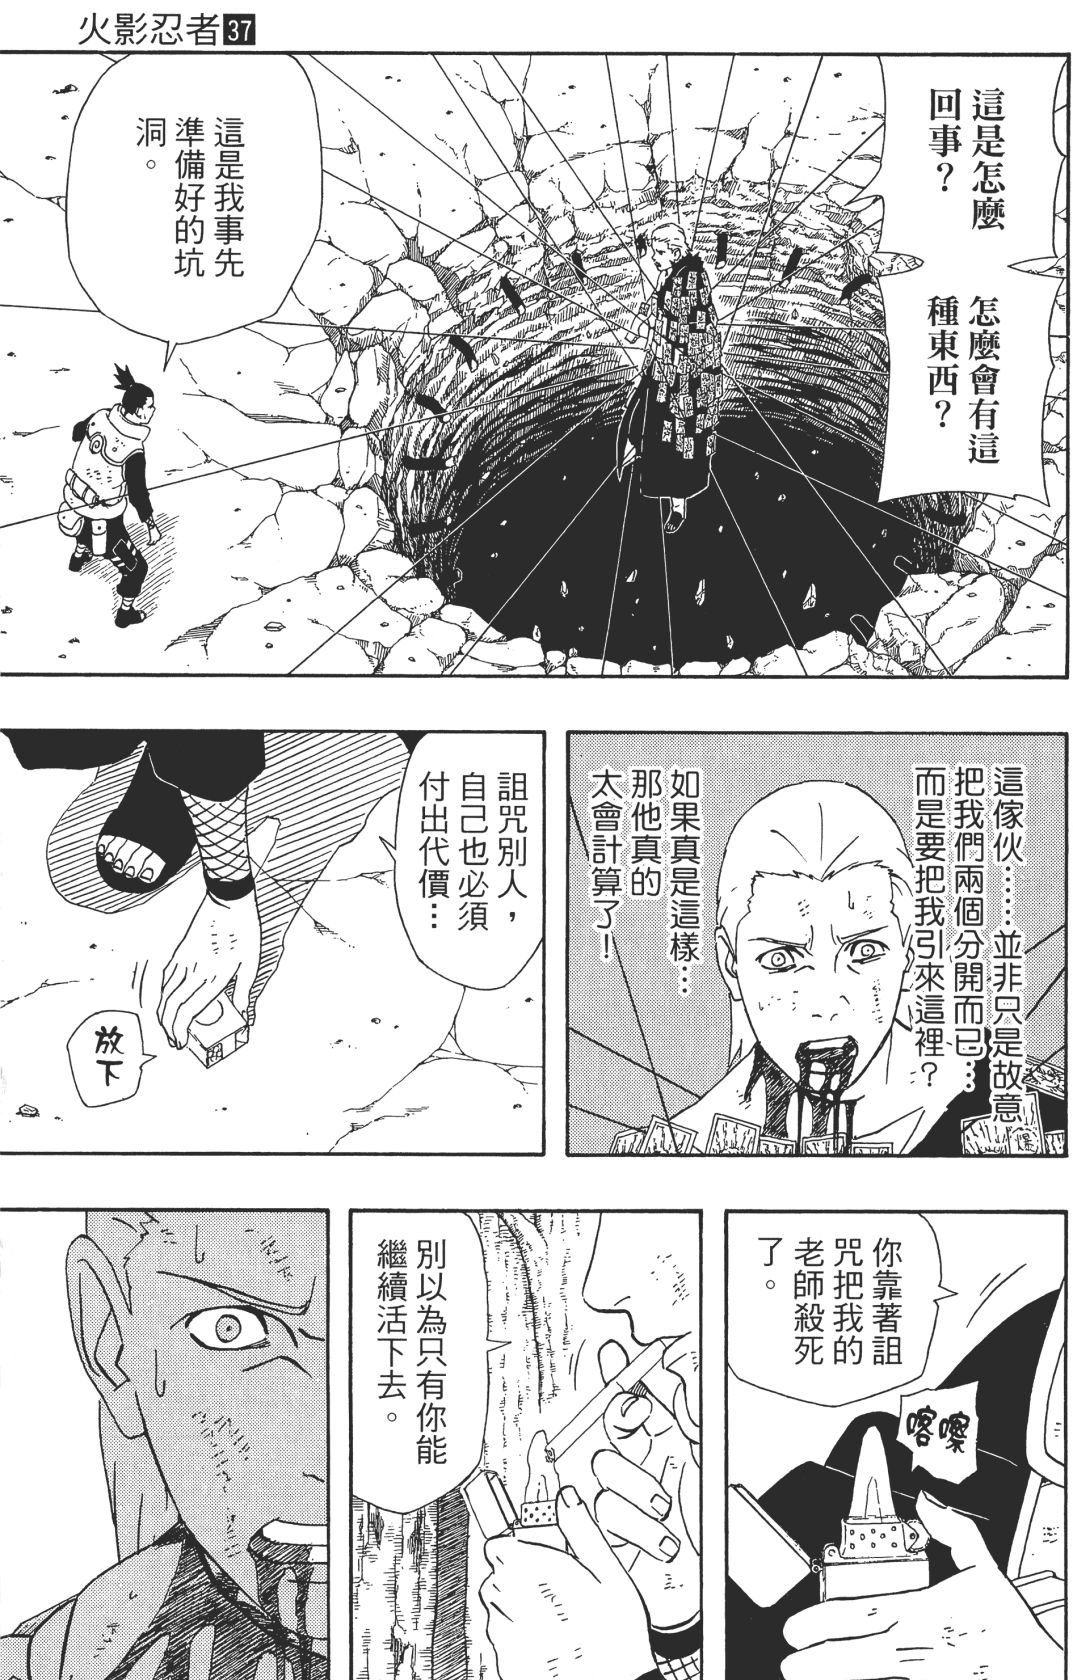 火影忍者37
這是怎麼
回事？
怎麼會有這
種東西？
這是我事先
準備好的坑
洞。
這傢伙……並非只是故意
把我們兩個分開而已…
而是要把我引來這裡？
如果真是這樣…
那他真的
太會計算了！
爆
詛咒別人，
自己也必須
付出代價…
放下
你靠著詛
咒把我的
老師殺死
了。
喀嚓
別以為只有你能
繼續活下去。